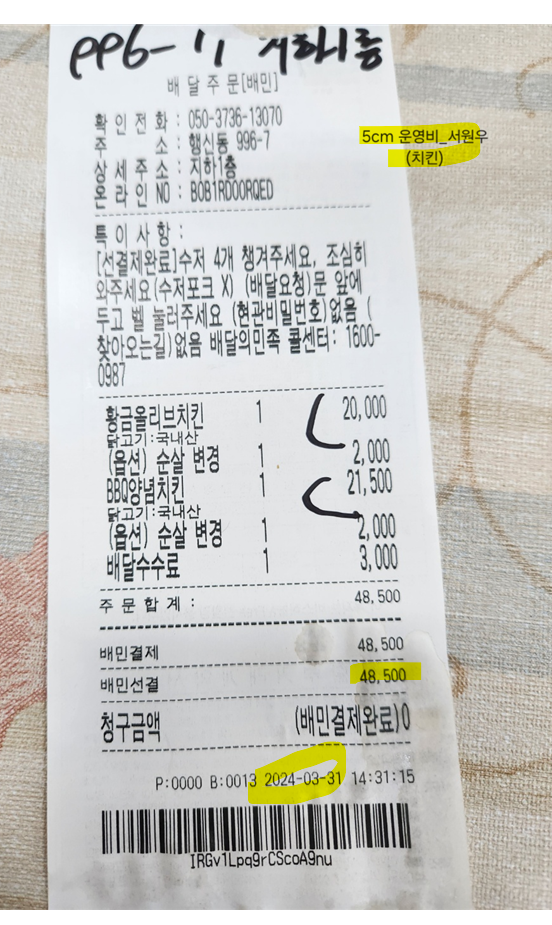 996-7 지하1층
배 달 주 문 [배민]
확 인 전 화 : 050-3736-13070
주 소 : 행신동 996-7
상 세 주 소 : 지하1층
온 라 인 NO : B0B1RD00RQED
5cm 운영비_서원우
(치킨)
특 이 사 항 :
[선결제완료]수저 4개 챙겨주세요, 조심히
와주세요(수저포크 X) (배달요청)문 앞에
두고 벨 눌러주세요 (현관비밀번호)없음 (
찾아오는길)없음 배달의민족 콜센터: 1600-
0987
황금올리브치킨 1 20,000
닭고기:국내산
(옵션) 순살 변경 1 2,000
BBQ양념치킨 1 21,500
닭고기:국내산
(옵션) 순살 변경 1 2,000
배달수수료 1 3,000
주 문 합 계 : 48,500
배민결제 48,500
배민선결 48,500
청구금액 (배민결제완료)0
P:0000 B:0013 2024-03-31 14:31:15
IRGv1Lpq9rCScoA9nu